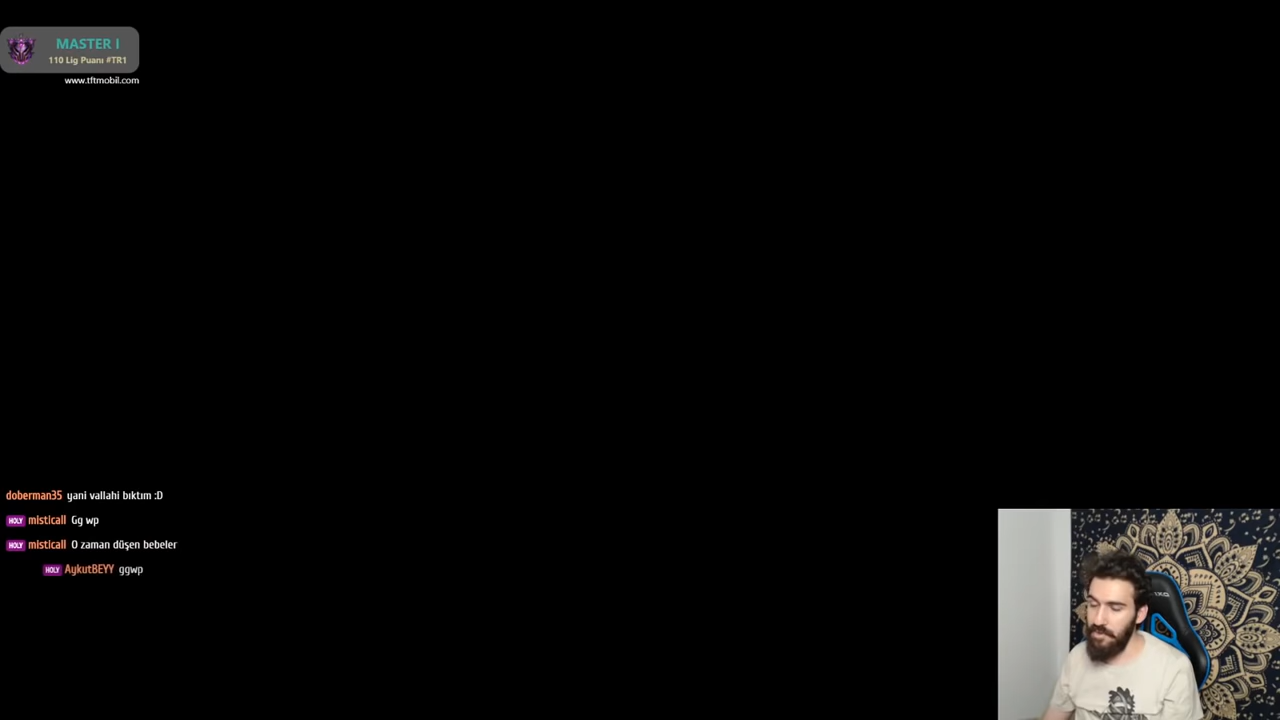 MASTER I
110 Lig Puanı #TR1
www.tftmobil.com
doberman35 yani vallahi bıktım :D
HOLY misticall Gg wp
HOLY misticall O zaman düşen bebeler
HOLY AykutBEYY ggwp